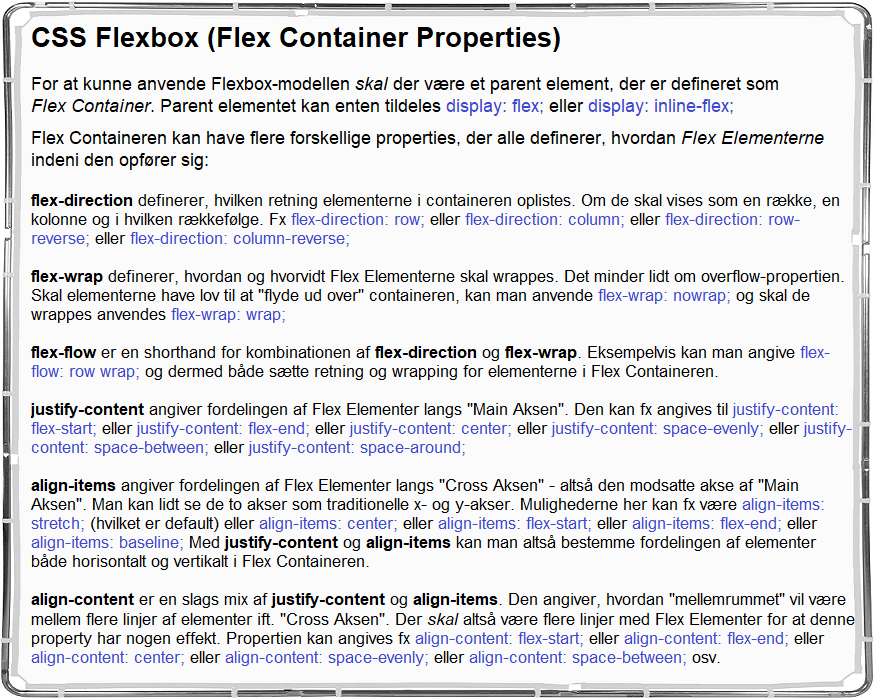 CSS Flexbox (Flex Container Properties)
For at kunne anvende Flexbox-modellen skal der være et parent element, der er defineret som
Flex Container. Parent elementet kan enten tildeles display: flex; eller display: inline-flex;
Flex Containeren kan have flere forskellige properties, der alle definerer, hvordan Flex Elementerne
indeni den opfører sig:
flex-direction definerer, hvilken retning elementerne i containeren oplistes. Om de skal vises som en række, en
kolonne og i hvilken rækkefølge. Fx flex-direction: row; eller flex-direction: column; eller flex-direction: row-
reverse; eller flex-direction: column-reverse;
flex-wrap definerer, hvordan og hvorvidt Flex Elementerne skal wrappes. Det minder lidt om overflow-propertien.
Skal elementerne have lov til at "flyde ud over" containeren, kan man anvende flex-wrap: nowrap; og skal de
wrappes anvendes flex-wrap: wrap;
flex-flow er en shorthand for kombinationen af flex-direction og flex-wrap. Eksempelvis kan man angive flex-
flow: row wrap; og dermed både sætte retning og wrapping for elementerne i Flex Containeren.
justify-content angiver fordelingen af Flex Elementer langs "Main Aksen". Den kan fx angives til justify-content:
flex-start; eller justify-content: flex-end; eller justify-content: center; eller justify-content: space-evenly; eller justify-
content: space-between; eller justify-content: space-around;
align-items angiver fordelingen af Flex Elementer langs "Cross Aksen" - altså den modsatte akse af "Main
Aksen". Man kan lidt se de to akser som traditionelle x- og y-akser. Mulighederne her kan fx være align-items:
stretch; (hvilket er default) eller align-items: center; eller align-items: flex-start; eller align-items: flex-end; eller
align-items: baseline; Med justify-content og align-items kan man altså bestemme fordelingen af elementer
både horisontalt og vertikalt i Flex Containeren.
align-content er en slags mix af justify-content og align-items. Den angiver, hvordan "mellemrummet" vil være
mellem flere linjer af elementer ift. "Cross Aksen". Der skal altså være flere linjer med Flex Elementer for at denne
property har nogen effekt. Propertien kan angives fx align-content: flex-start; eller align-content: flex-end; eller
align-content: center; eller align-content: space-evenly; eller align-content: space-between; osv.